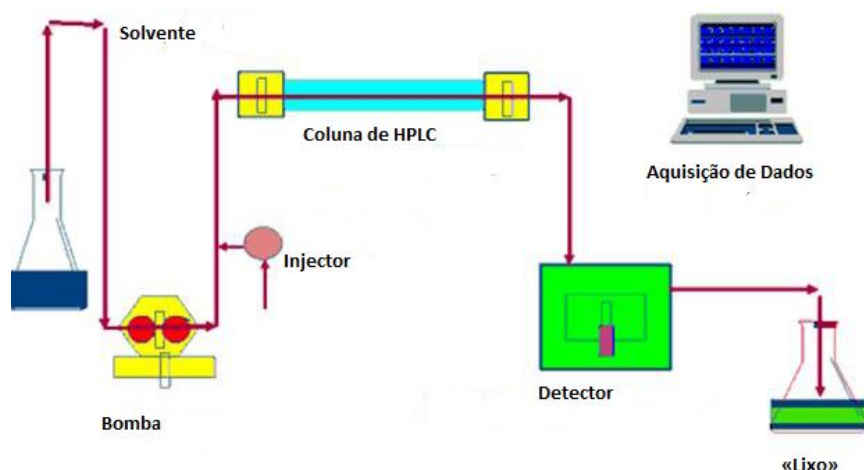 Solvente
Coluna de HPLC
Aquisição de Dados
Injector
Bomba
Detector
«Lixo»